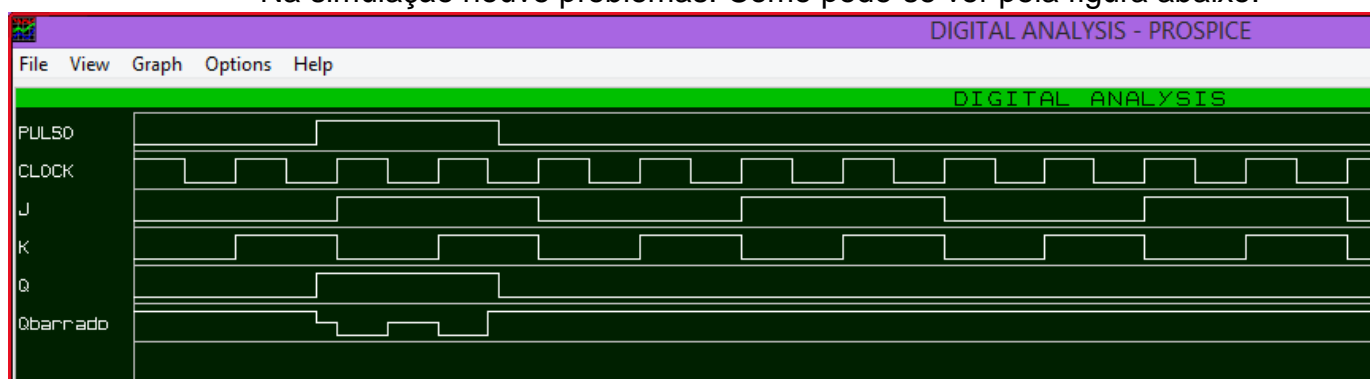 Na simulação houve problemas. Como pode-se ver pela figura abaixo:
DIGITAL ANALYSIS - PROSPICE
File View Graph Options Help
DIGITAL ANALYSIS
PULSO
CLOCK
J
K
Q
Qbarrado